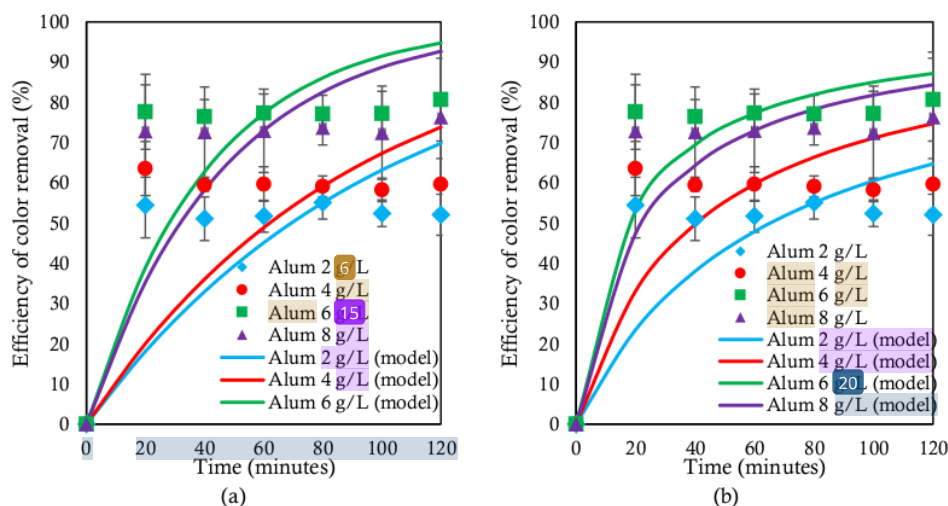 100
90
80
70
60
50
40
30
20
10
0
Efficiency of color removal (%)
Alum 2 g/L
6
Alum 4 g/L
Alum 6 g/L
15
Alum 8 g/L
Alum 2 g/L (model)
Alum 4 g/L (model)
Alum 6 g/L (model)
0 20 40 60 80 100 120
Time (minutes)
(a)
100
90
80
70
60
50
40
30
20
10
0
Efficiency of color removal (%)
Alum 2 g/L
Alum 4 g/L
Alum 6 g/L
Alum 8 g/L
Alum 2 g/L (model)
Alum 4 g/L (model)
Alum 6 g/L (model)
20
Alum 8 g/L (model)
0 20 40 60 80 100 120
Time (minutes)
(b)